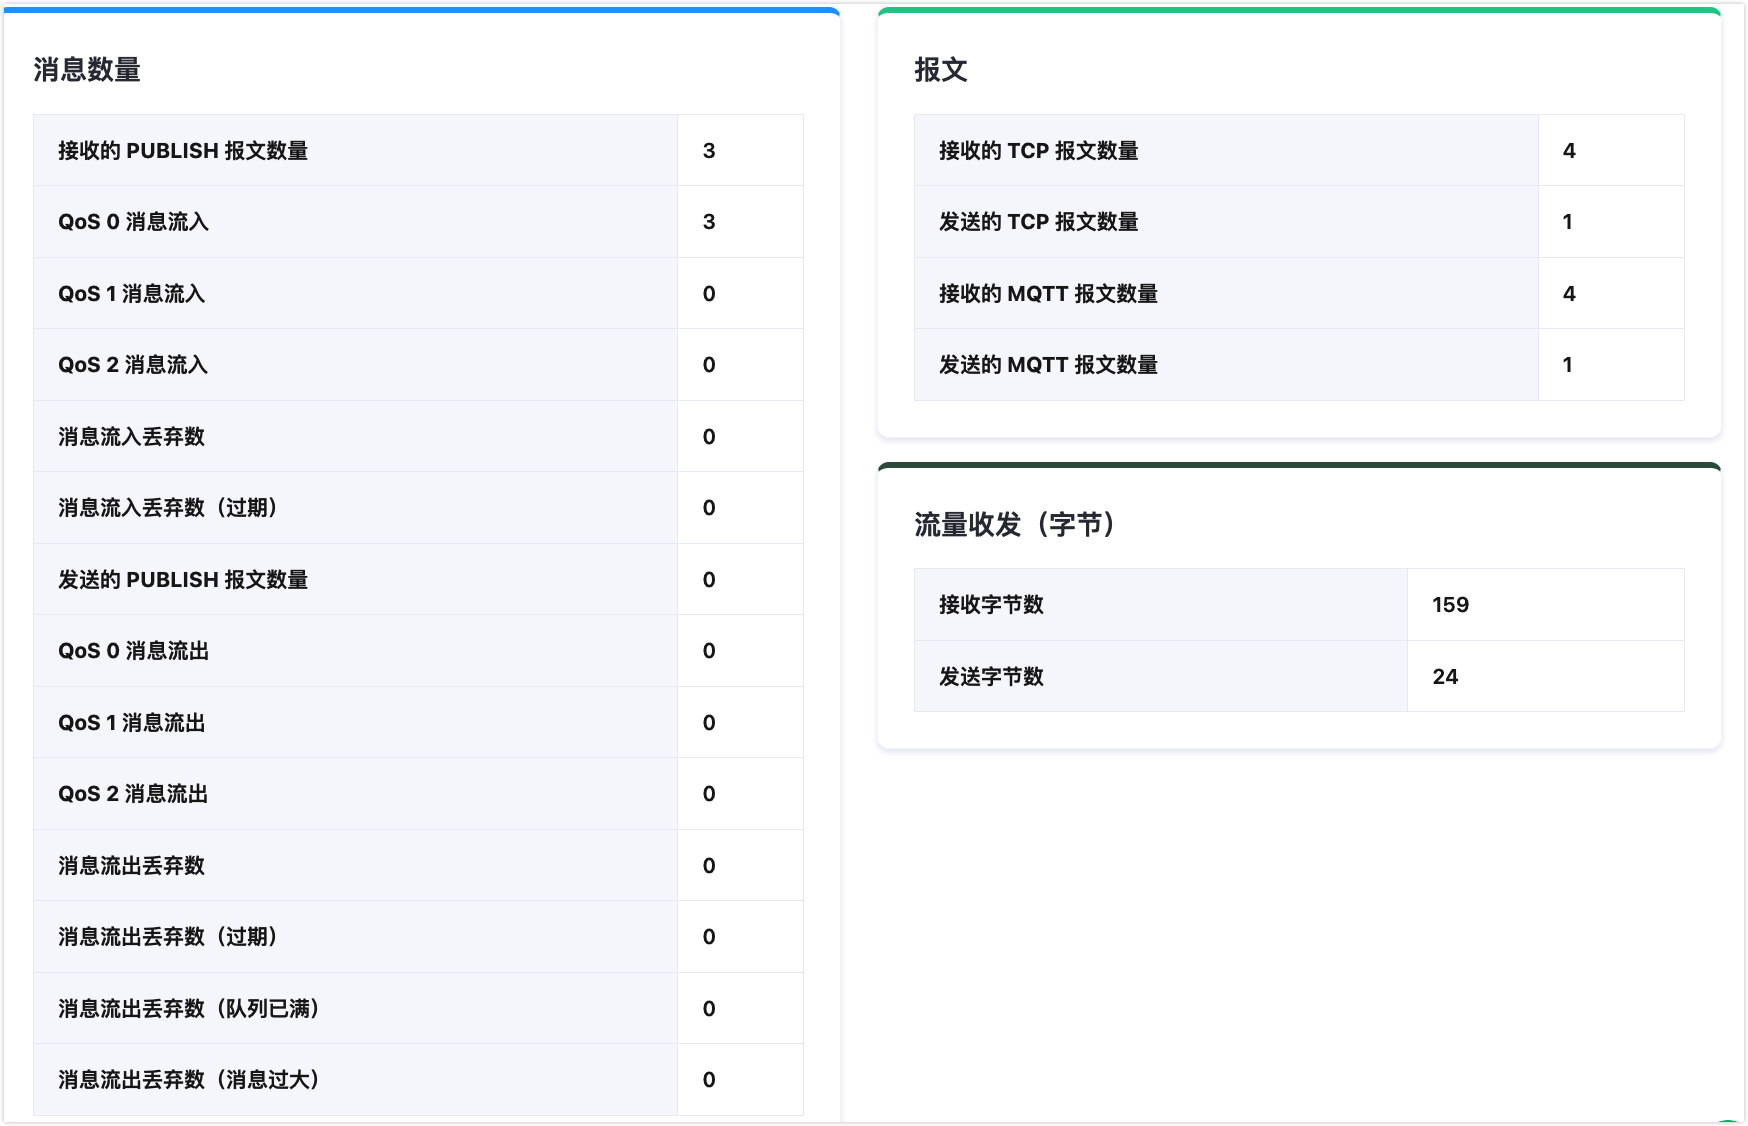 消息数量
接收的 PUBLISH 报文数量 3
QoS 0 消息流入 3
QoS 1 消息流入 0
QoS 2 消息流入 0
消息流入丢弃数 0
消息流入丢弃数（过期） 0
发送的 PUBLISH 报文数量 0
QoS 0 消息流出 0
QoS 1 消息流出 0
QoS 2 消息流出 0
消息流出丢弃数 0
消息流出丢弃数（过期） 0
消息流出丢弃数（队列已满） 0
消息流出丢弃数（消息过大） 0
报文
接收的 TCP 报文数量 4
发送的 TCP 报文数量 1
接收的 MQTT 报文数量 4
发送的 MQTT 报文数量 1
流量收发（字节）
接收字节数 159
发送字节数 24